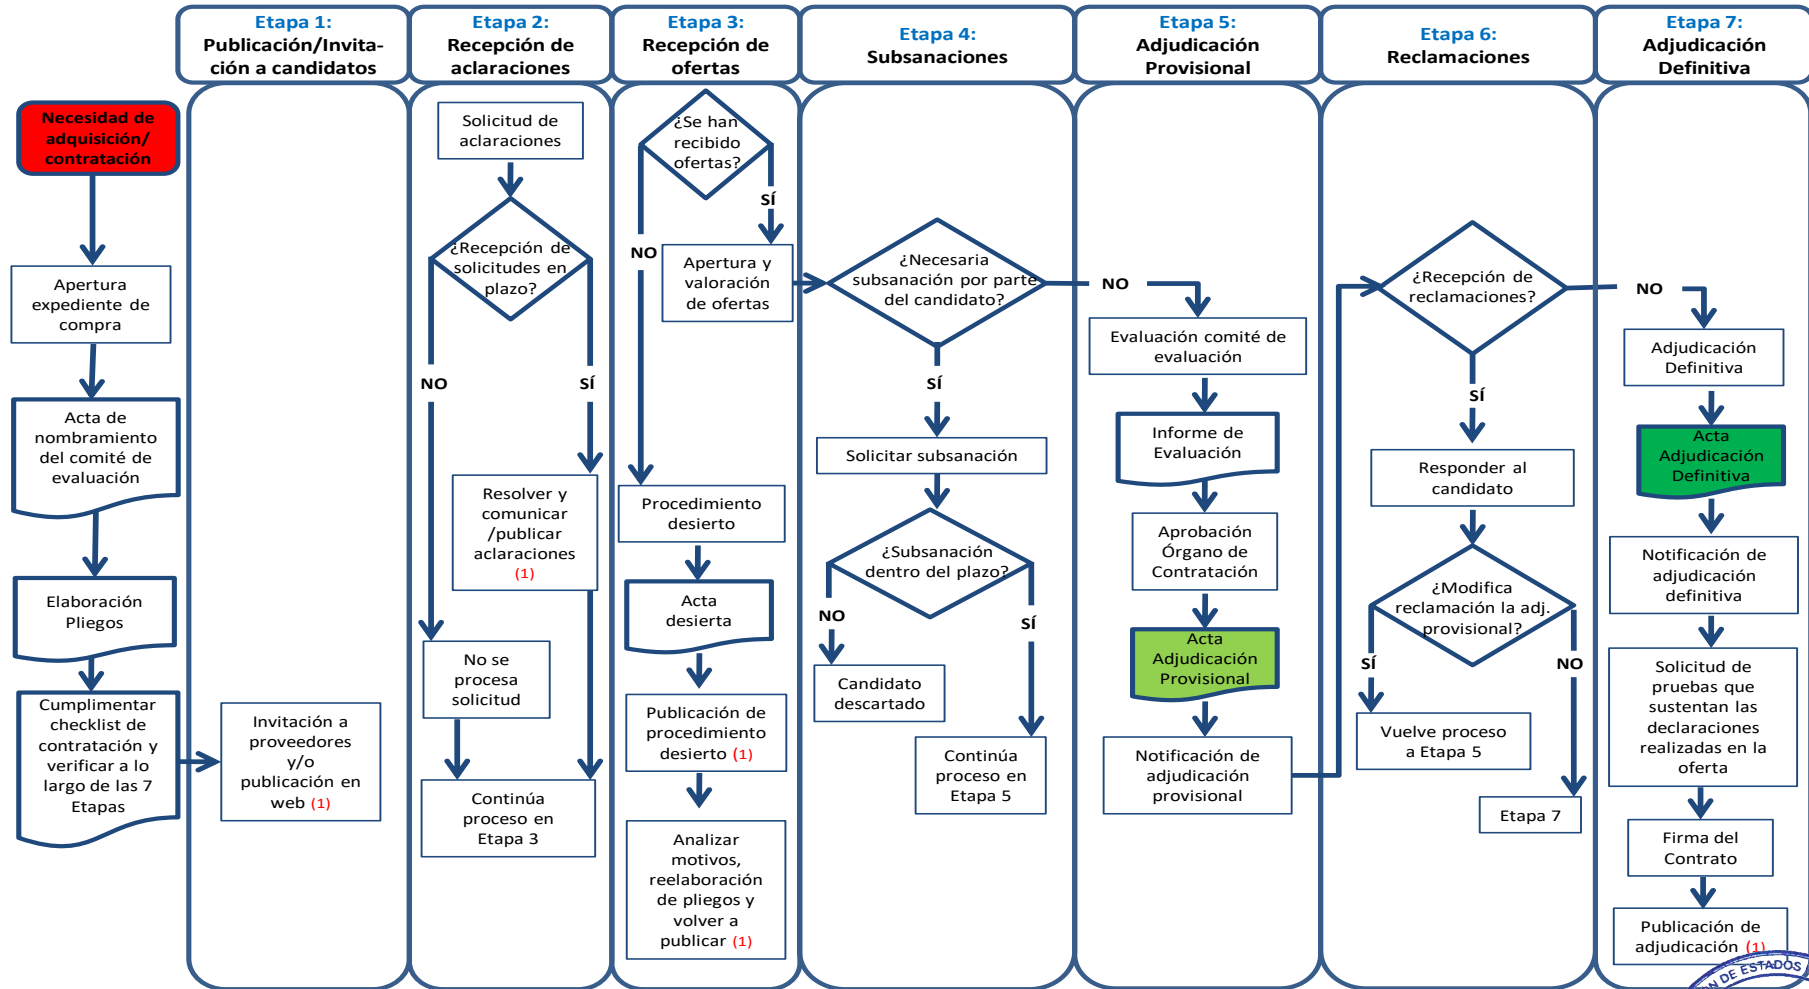 Etapa 1:
Publicación/Invita-
ción a candidatos
Etapa 2:
Recepción de
aclaraciones
Etapa 3:
Recepción de
ofertas
Etapa 4:
Subsanaciones
Etapa 5:
Adjudicación
Provisional
Etapa 6:
Reclamaciones
Etapa 7:
Adjudicación
Definitiva
Necesidad de
adquisición/
contratación
Apertura
expediente de
compra
Acta de
nombramiento
del comité de
evaluación
Elaboración
Pliegos
Cumplimentar
checklist de
contratación y
verificar a lo
largo de las 7
Etapas
Invitación a
proveedores
y/o
publicación en
web (1)
Solicitud de
aclaraciones
¿Recepción de
solicitudes en
plazo?
NO
SÍ
Resolver y
comunicar
/publicar
aclaraciones
(1)
No se
procesa
solicitud
Continúa
proceso en
Etapa 3
¿Se han
recibido
ofertas?
SÍ
NO
Apertura y
valoración
de ofertas
Procedimiento
desierto
Acta
desierta
Publicación de
procedimiento
desierto (1)
Analizar
motivos,
reelaboración
de pliegos y
volver a
publicar (1)
¿Necesaria
subsanación por parte
del candidato?
NO
SÍ
Solicitar subsanación
¿Subsanación
dentro del plazo?
NO
SÍ
Candidato
descartado
Continúa
proceso en
Etapa 5
Evaluación comité de
evaluación
Informe de
Evaluación
Aprobación
Órgano de
Contratación
Acta
Adjudicación
Provisional
Notificación de
adjudicación
provisional
¿Recepción de
reclamaciones?
NO
SÍ
Responder al
candidato
¿Modifica
reclamación la adj.
provisional?
SÍ
NO
Vuelve proceso
a Etapa 5
Etapa 7
Adjudicación
Definitiva
Acta
Adjudicación
Definitiva
Notificación de
adjudicación
definitiva
Solicitud de
pruebas que
sustentan las
declaraciones
realizadas en la
oferta
Firma del
Contrato
Publicación de
adjudicación (1)
DE ESTADOS